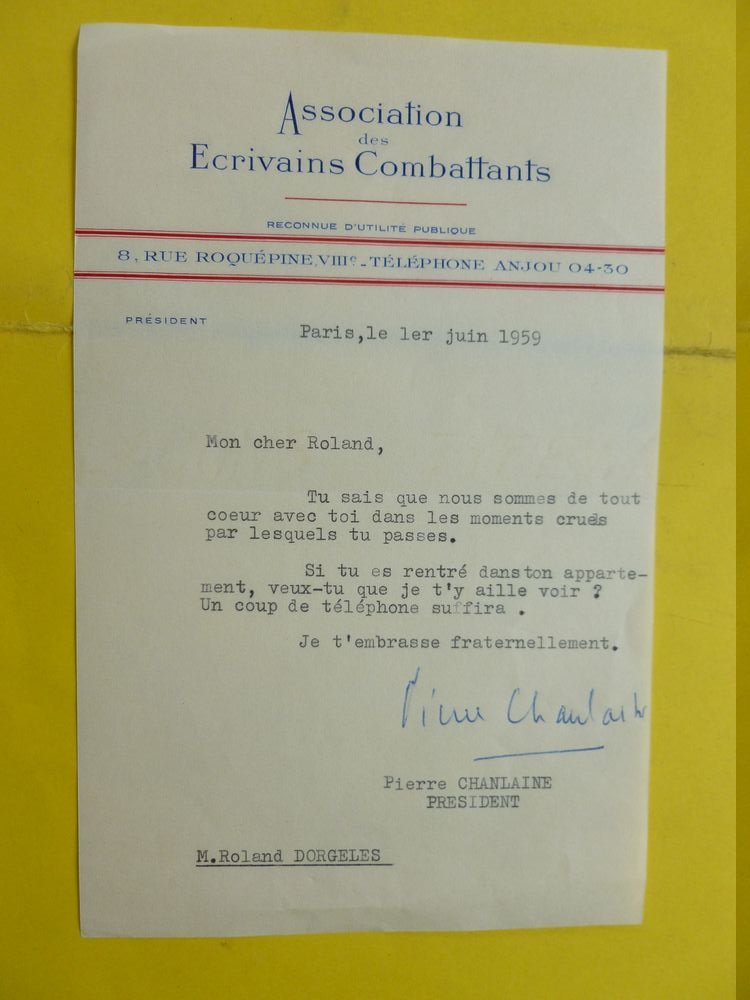 Association
des
Ecrivains Combattants
RECONNUE D'UTILITÉ PUBLIQUE
8, RUE ROQUÉPINE, VIIIe - TÉLÉPHONE ANJOU 04-30
PRÉSIDENT
Paris,le 1er juin 1959
Mon cher Roland,
Tu sais que nous sommes de tout
coeur avec toi dans les moments cruels
par lesquels tu passes.
Si tu es rentré dans ton apparte-
ment, veux-tu que je t'y aille voir ?
Un coup de téléphone suffira .
Je t'embrasse fraternellement.
Pierre Chanlaine
Pierre CHANLAINE
PRESIDENT
M.Roland DORGELES